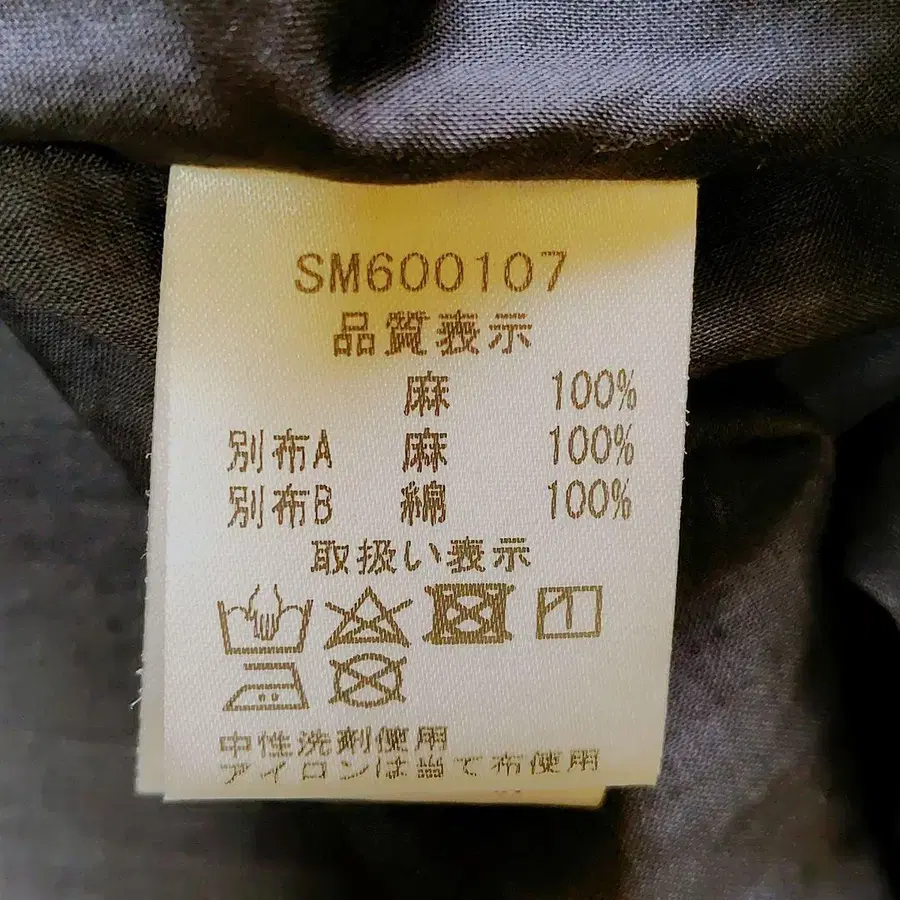 SM600107
品質表示
麻 100%
別布A 麻 100%
別布B 綿 100%
取扱い表示
中性洗剤使用
アイロンは当て布使用